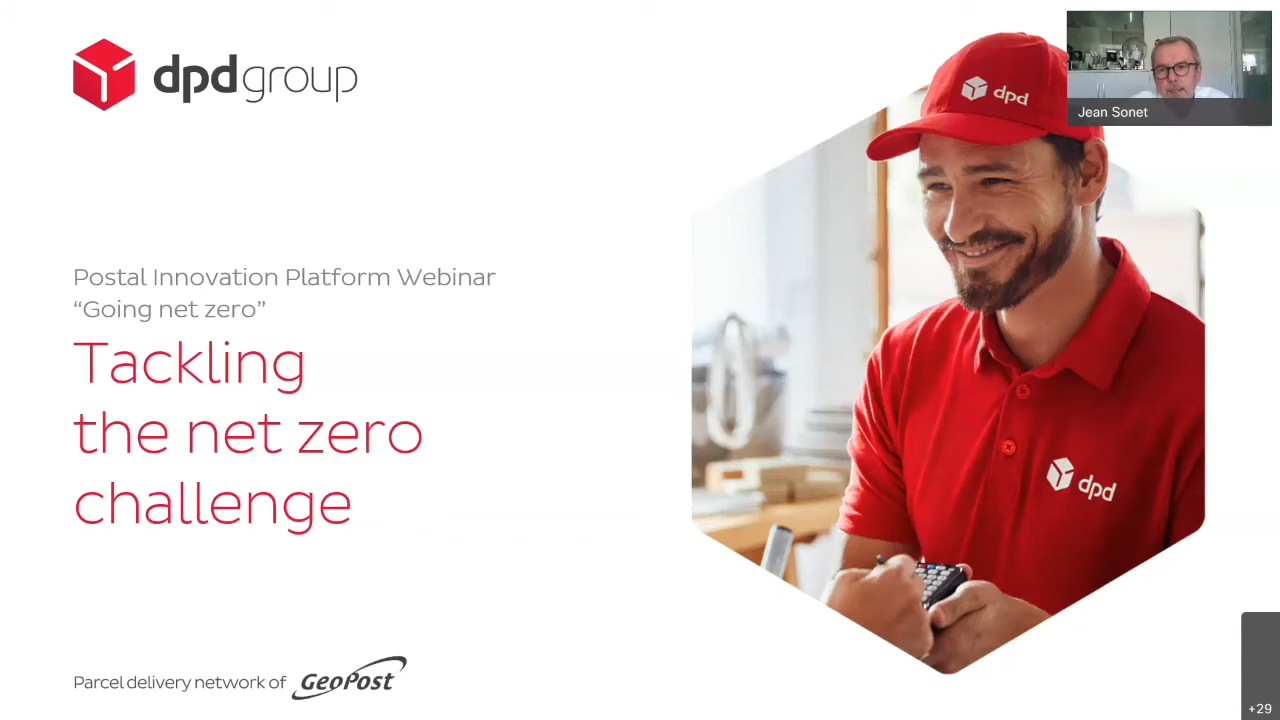 dpdgroup
dpd
Jean Sonet
Postal Innovation Platform Webinar
“Going net zero”
Tackling
the net zero
challenge
dpd
Parcel delivery network of GEOPOST
+29